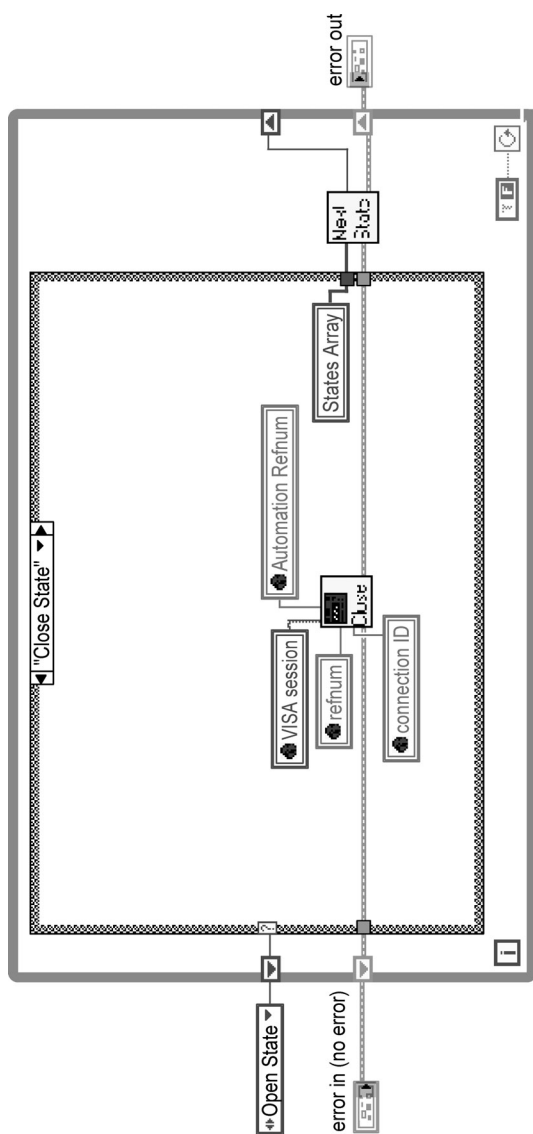 "Close State"
Open State
?
VISA session
Automation Refnum
refnum
Close
connection ID
States Array
Next
State
error in (no error)
error out
i
F